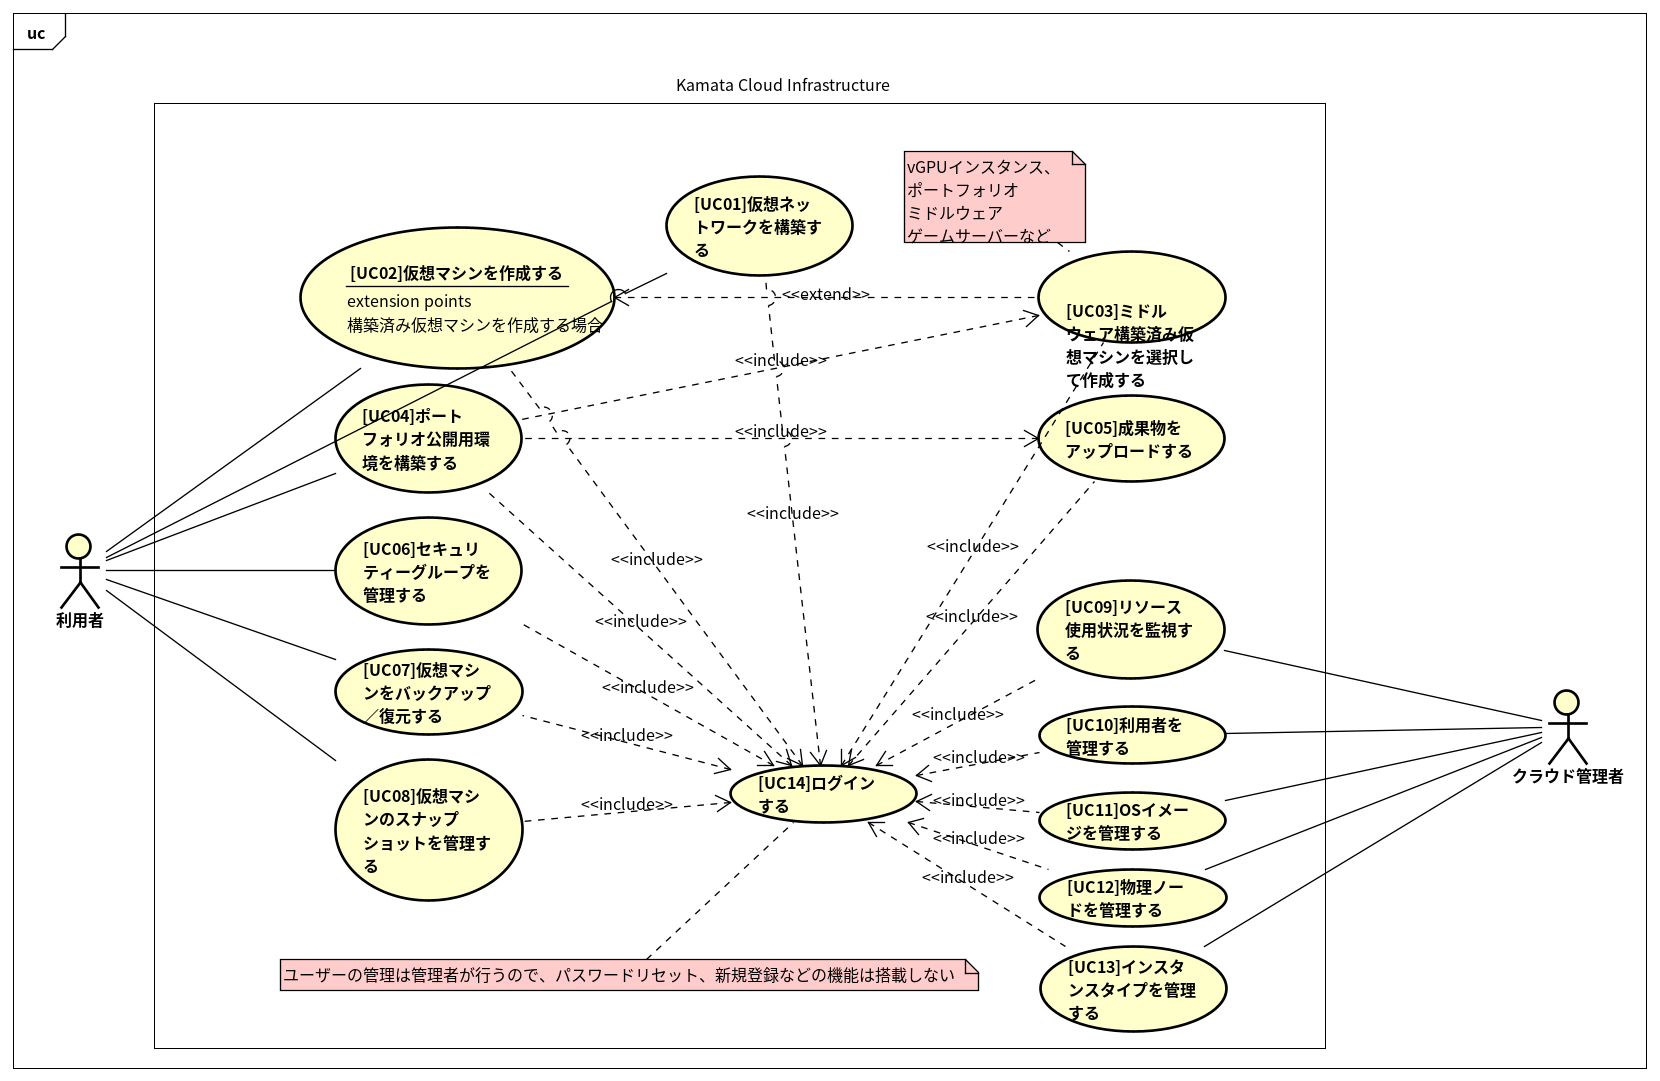 uc
Kamata Cloud Infrastructure
vGPUインスタンス、
ポートフォリオ
ミドルウェア
ゲームサーバーなど
[UC01]仮想ネッ
トワークを構築す
る
[UC02]仮想マシンを作成する
extension points
構築済み仮想マシンを作成する場合
<<extend>>
[UC03]ミドル
ウェア構築済み仮
想マシンを選択し
て作成する
<<include>>
[UC04]ポート
フォリオ公開用環
境を構築する
<<include>>
[UC05]成果物を
アップロードする
<<include>>
<<include>>
<<include>>
[UC06]セキュリ
ティーグループを
管理する
<<include>>
<<include>>
[UC09]リソース
使用状況を監視す
る
利用者
<<include>>
[UC07]仮想マシ
ンをバックアップ
／復元する
<<include>>
<<include>>
[UC10]利用者を
管理する
<<include>>
クラウド管理者
[UC14]ログイン
する
[UC08]仮想マシ
ンのスナップ
ショットを管理す
る
<<include>>
<<include>>
[UC11]OSイメー
ジを管理する
<<include>>
<<include>>
[UC12]物理ノー
ドを管理する
ユーザーの管理は管理者が行うので、パスワードリセット、新規登録などの機能は搭載しない
[UC13]インスタ
ンスタイプを管理
する